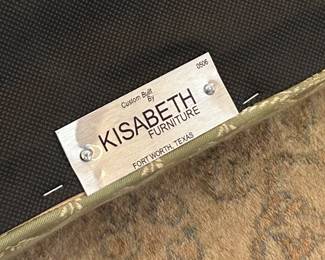 0506
Custom Built
By
KISABETH
FURNITURE
FORT WORTH, TEXAS